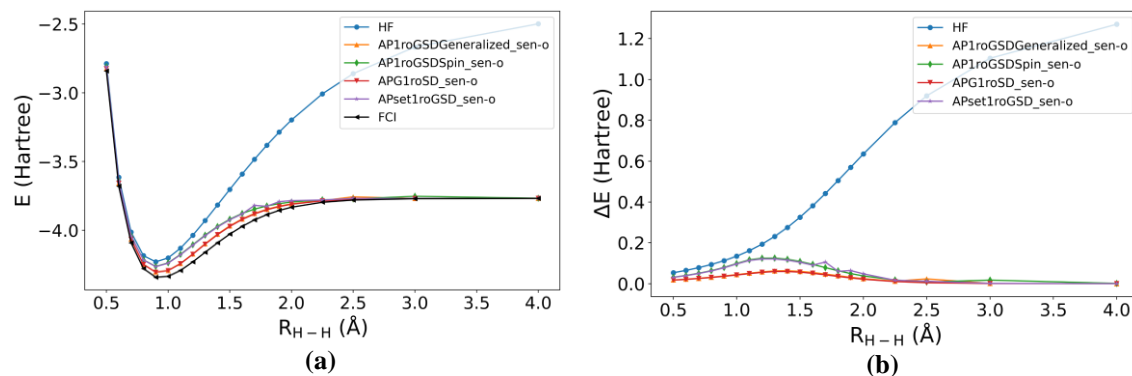 HF
AP1roGSDGeneralized_sen-o
AP1roGSDSpin_sen-o
APG1roSD_sen-o
APset1roGSD_sen-o
FCI
E (Hartree)
−2.5
−3.0
−3.5
−4.0
0.5 1.0 1.5 2.0 2.5 3.0 3.5 4.0
R H − H (Å)
(a)
HF
AP1roGSDGeneralized_sen-o
AP1roGSDSpin_sen-o
APG1roSD_sen-o
APset1roGSD_sen-o
ΔE (Hartree)
1.2
1.0
0.8
0.6
0.4
0.2
0.0
0.5 1.0 1.5 2.0 2.5 3.0 3.5 4.0
R H − H (Å)
(b)